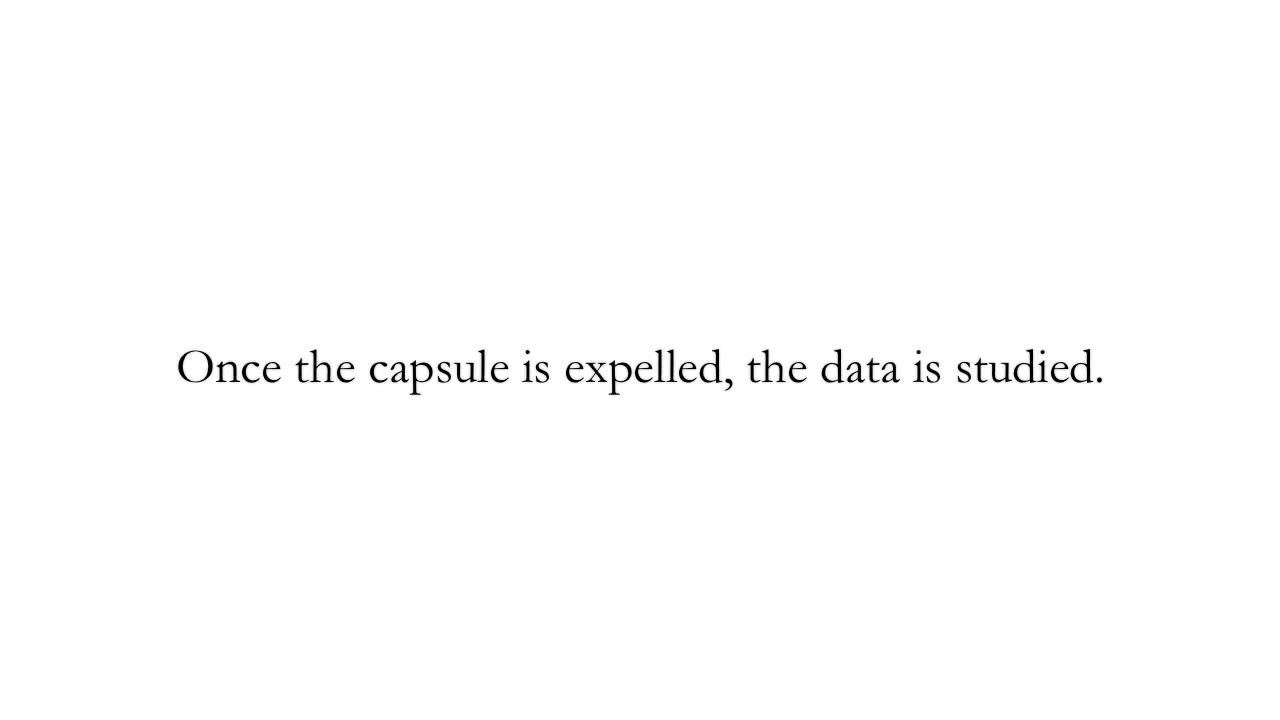 Once the capsule is expelled, the data is studied.